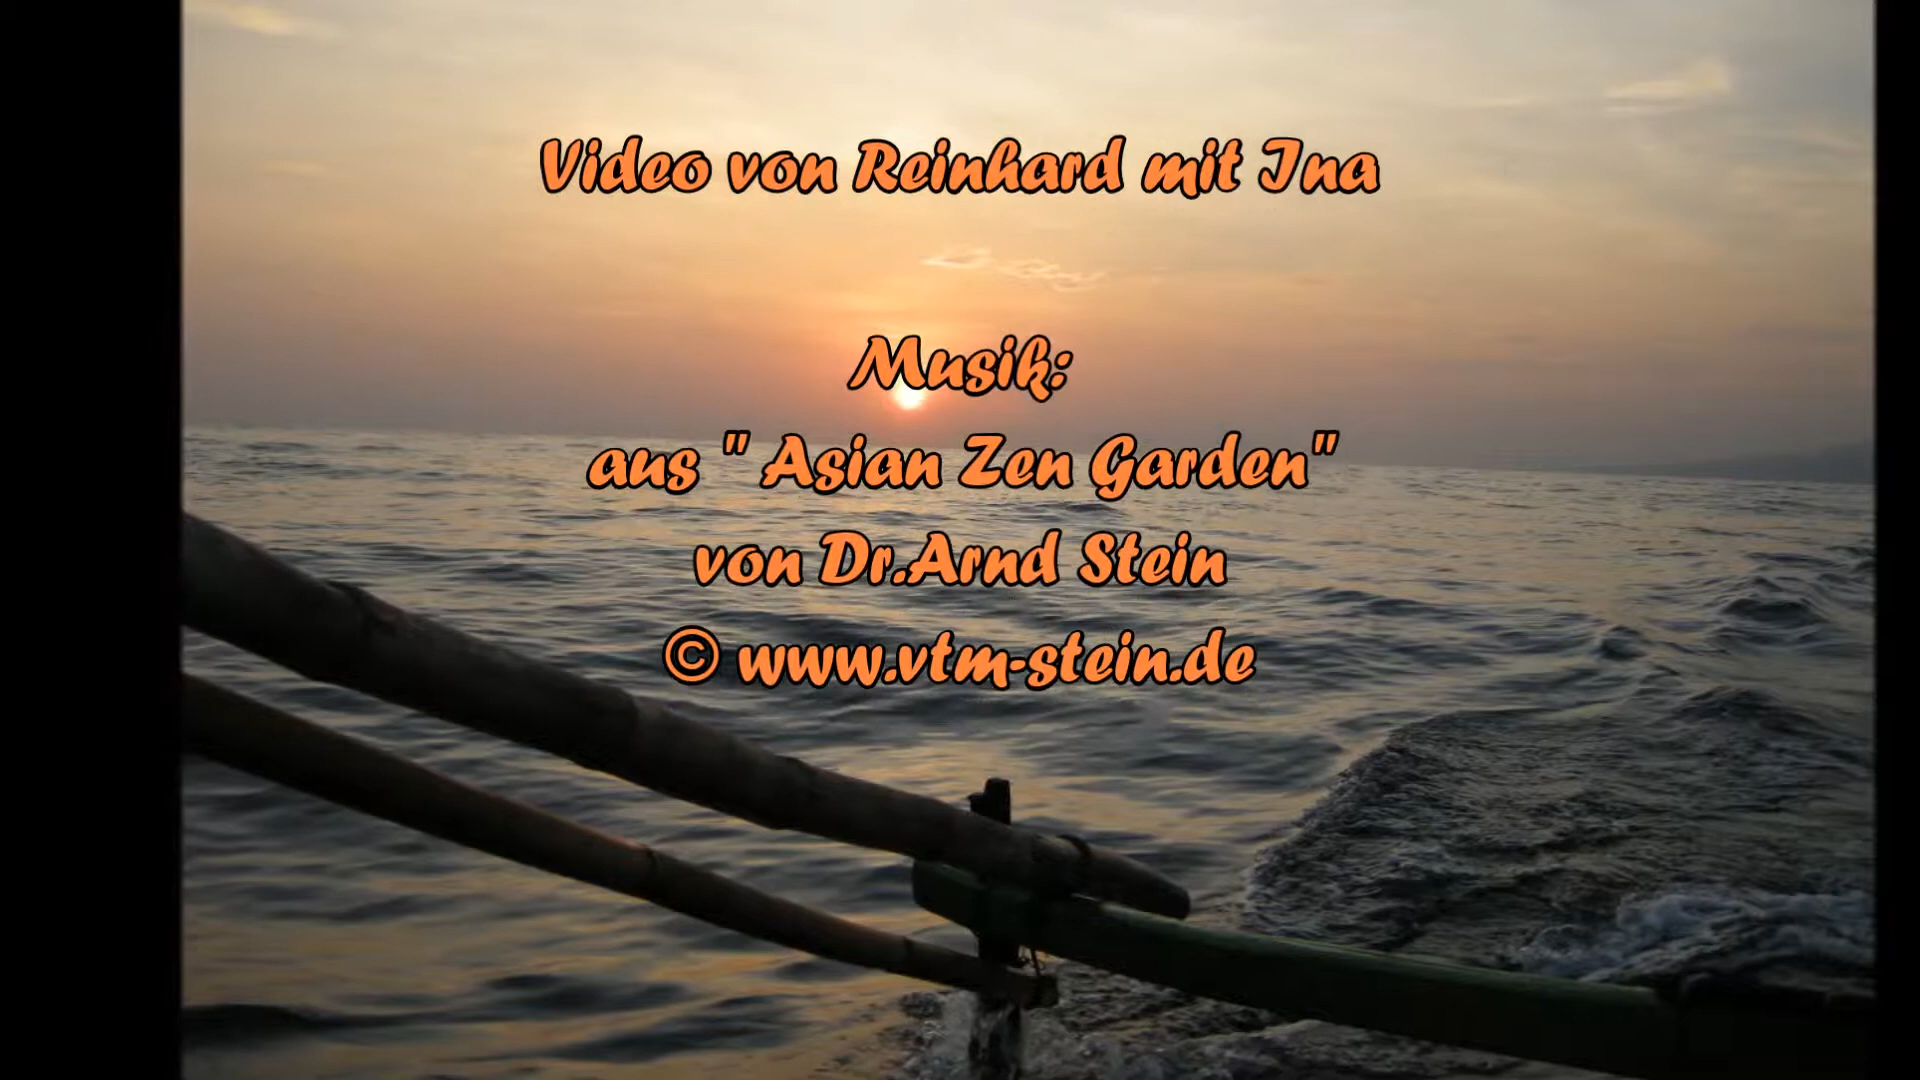 Video von Reinhard mit Ina
Musik:
aus " Asian Zen Garden"
von Dr.Arnd Stein
© www.vtm-stein.de